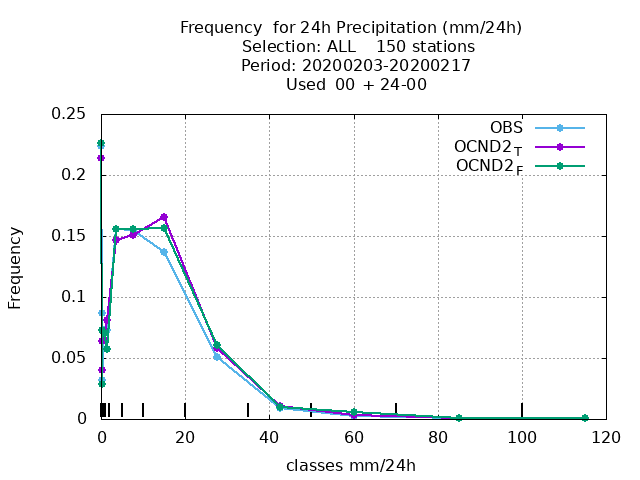 Frequency  for 24h Precipitation (mm/24h)
Selection: ALL    150 stations
Period: 20200203-20200217
Used  00 + 24-00
OBS
OCND2T
OCND2F
0.25
0.2
0.15
0.1
0.05
0
Frequency
0 20 40 60 80 100 120
classes mm/24h